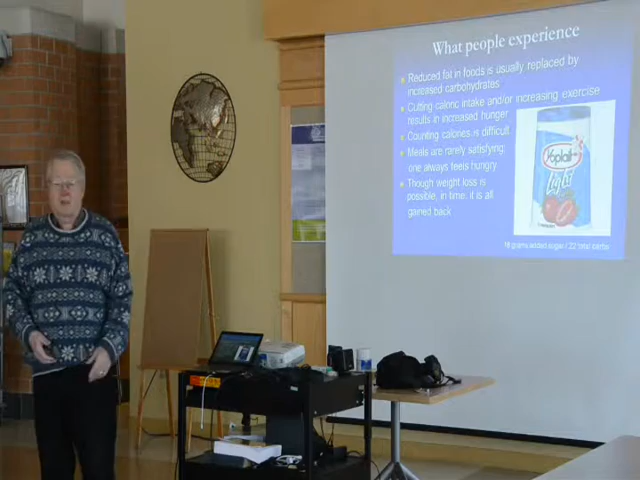 What people experience
Reduced fat in foods is usually replaced by
increased carbohydrates
Cutting caloric intake and/or increasing exercise
results in increased hunger
Counting calories is difficult
Meals are rarely satisfying:
one always feels hungry
Though weight loss is
possible, in time, it is all
gained back
Yoplait
Light
18 grams added sugar / 22 total carbs